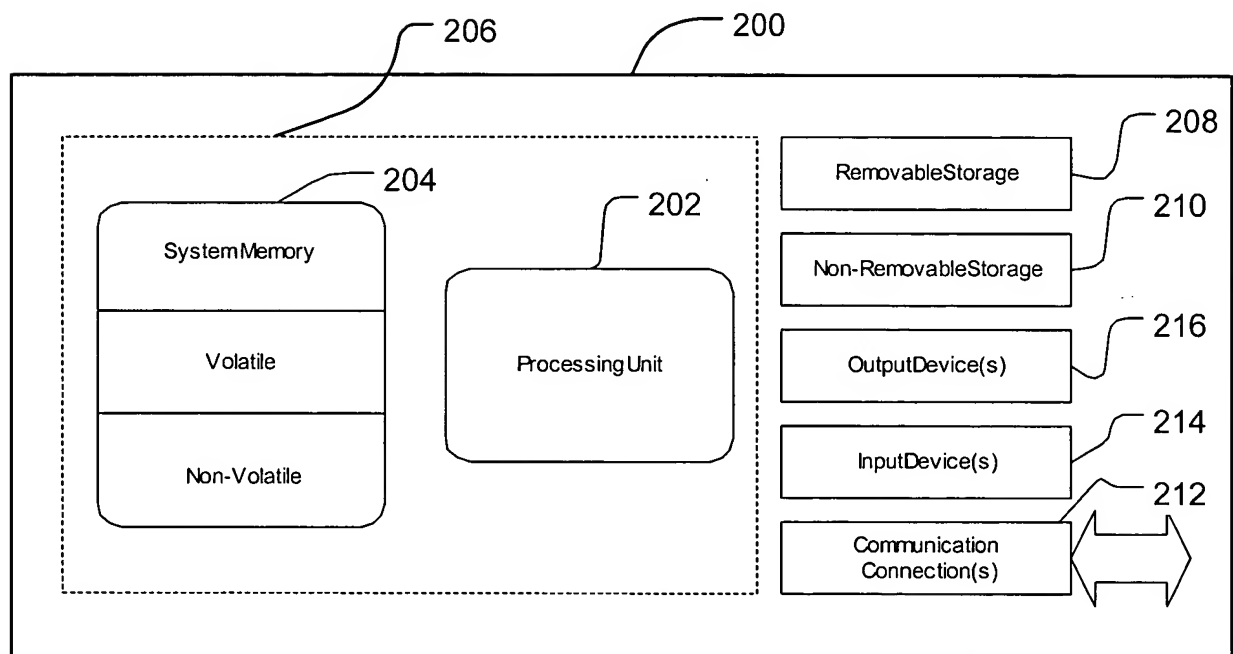 206
200
204
202
208
210
216
214
212
SystemMemory
Volatile
Non-Volatile
ProcessingUnit
RemovableStorage
Non-RemovableStorage
OutputDevice(s)
InputDevice(s)
Communication
Connection(s)